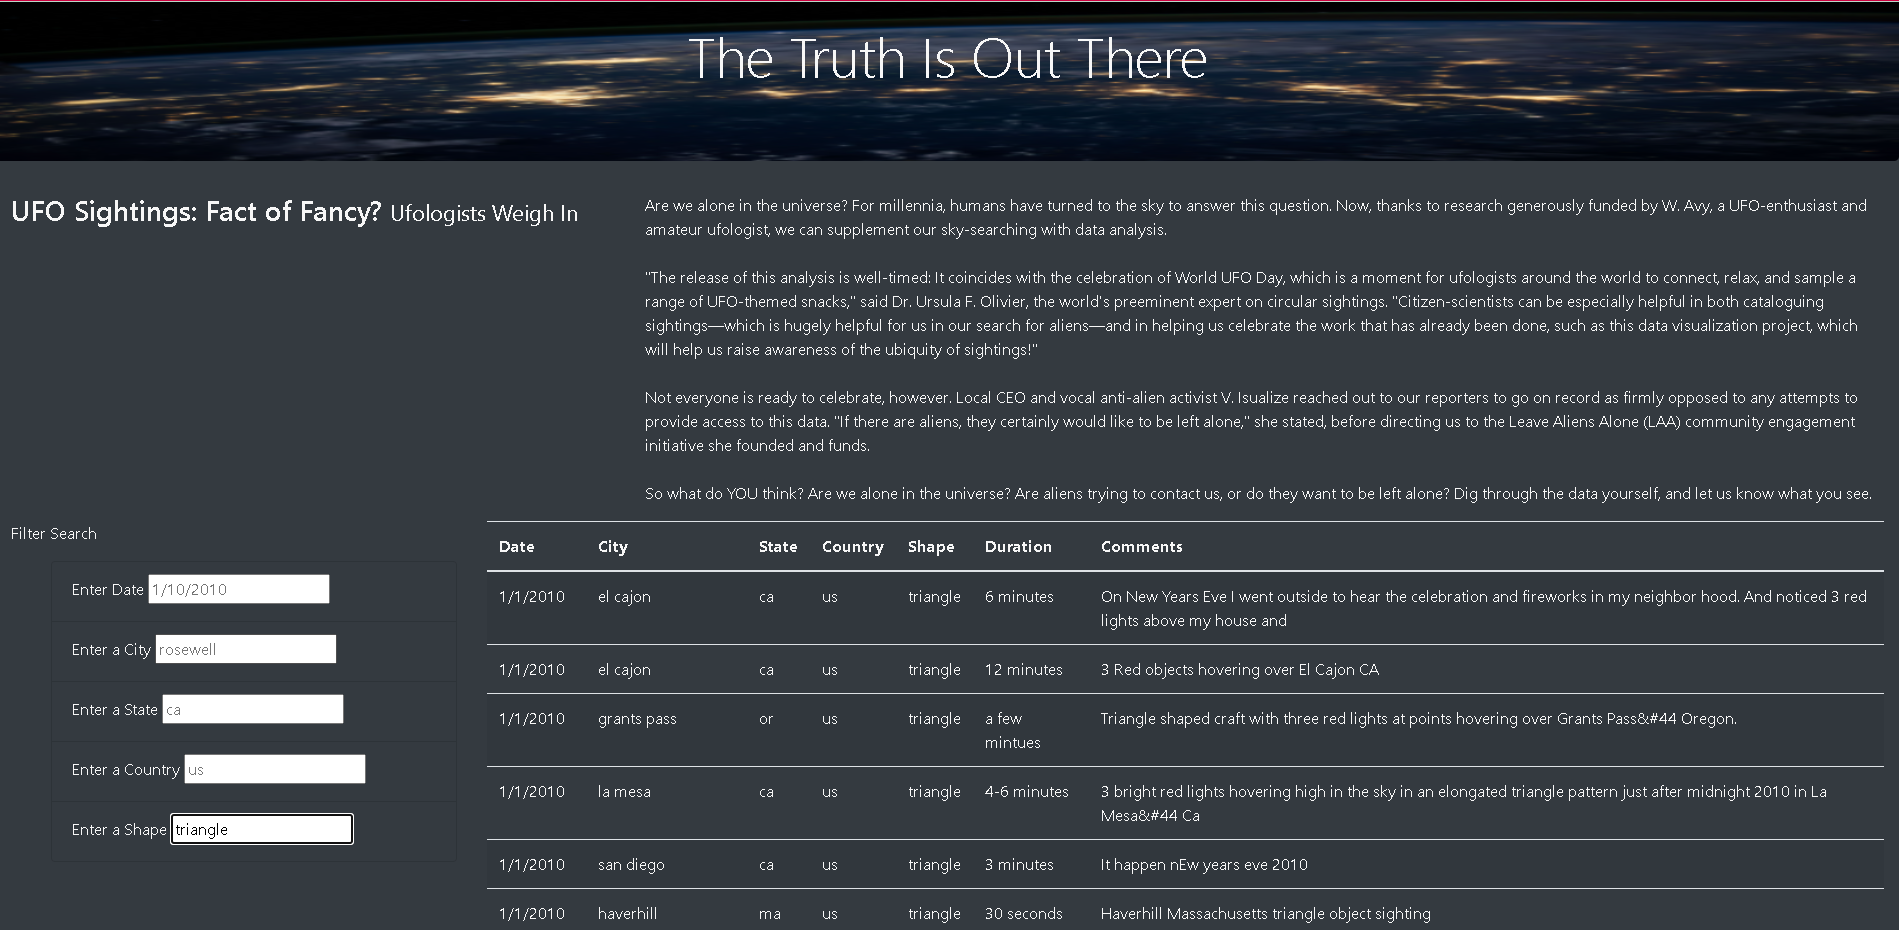 The Truth Is Out There
UFO Sightings: Fact of Fancy? Ufologists Weigh In
Are we alone in the universe? For millennia, humans have turned to the sky to answer this question. Now, thanks to research generously funded by W. Avy, a UFO-enthusiast and
amateur ufologist, we can supplement our sky-searching with data analysis.
"The release of this analysis is well-timed: It coincides with the celebration of World UFO Day, which is a moment for ufologists around the world to connect, relax, and sample a
range of UFO-themed snacks," said Dr. Ursula F. Olivier, the world's preeminent expert on circular sightings. "Citizen-scientists can be especially helpful in both cataloguing
sightings—which is hugely helpful for us in our search for aliens—and in helping us celebrate the work that has already been done, such as this data visualization project, which
will help us raise awareness of the ubiquity of sightings!"
Not everyone is ready to celebrate, however. Local CEO and vocal anti-alien activist V. Isualize reached out to our reporters to go on record as firmly opposed to any attempts to
provide access to this data. "If there are aliens, they certainly would like to be left alone," she stated, before directing us to the Leave Aliens Alone (LAA) community engagement
initiative she founded and funds.
So what do YOU think? Are we alone in the universe? Are aliens trying to contact us, or do they want to be left alone? Dig through the data yourself, and let us know what you see.
Filter Search
Enter Date 1/10/2010
Enter a City rosewell
Enter a State ca
Enter a Country us
Enter a Shape triangle
Date City State Country Shape Duration Comments
1/1/2010 el cajon ca us triangle 6 minutes On New Years Eve I went outside to hear the celebration and fireworks in my neighbor hood. And noticed 3 red
lights above my house and
1/1/2010 el cajon ca us triangle 12 minutes 3 Red objects hovering over El Cajon CA
1/1/2010 grants pass or us triangle a few Triangle shaped craft with three red lights at points hovering over Grants Pass&#44 Oregon.
mintues
1/1/2010 la mesa ca us triangle 4-6 minutes 3 bright red lights hovering high in the sky in an elongated triangle pattern just after midnight 2010 in La
Mesa&#44 Ca
1/1/2010 san diego ca us triangle 3 minutes It happen nEw years eve 2010
1/1/2010 haverhill ma us triangle 30 seconds Haverhill Massachusetts triangle object sighting